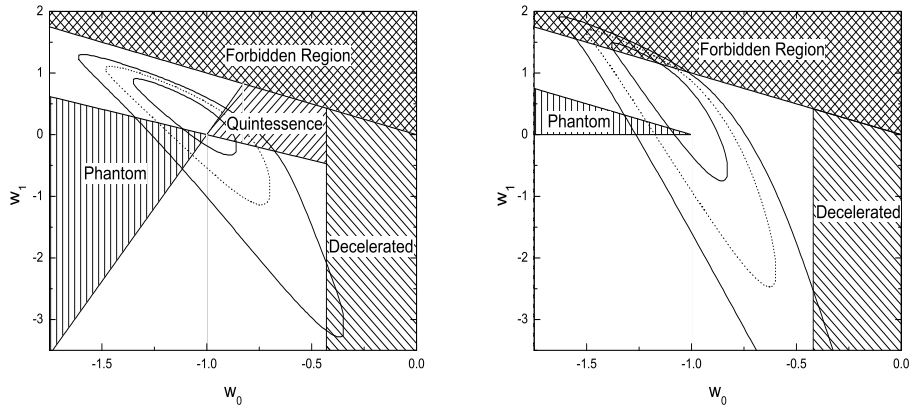 2
1
0
-1
-2
-3
w1
-1.5
-1.0
-0.5
0.0
w0
Forbidden Region
Quintessence
Phantom
Decelerated
2
1
0
-1
-2
-3
w1
-1.5
-1.0
-0.5
0.0
w0
Forbidden Region
Phantom
Decelerated